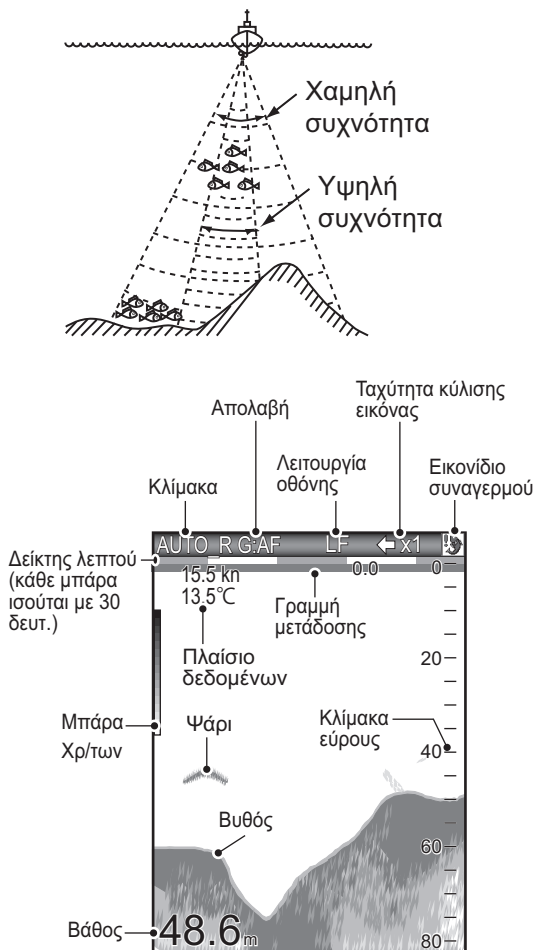 Χαμηλή
συχνότητα
Υψηλή
συχνότητα
Ταχύτητα κύλισης
εικόνας
Απολαβή
Λειτουργία
οθόνης
Εικονίδιο
συναγερμού
Κλίμακα
AUTO R G:AF LF x1
Δείκτης λεπτού
(κάθε μπάρα
ισούται με 30
δευτ.)
15.5 kn 0.0 0
13.5°C
Γραμμή
μετάδοσης
Πλαίσιο
δεδομένων
20
Μπάρα
Χρ/των
Ψάρι
Κλίμακα
εύρους
40
Βυθός
60
Βάθος
48.6m
80